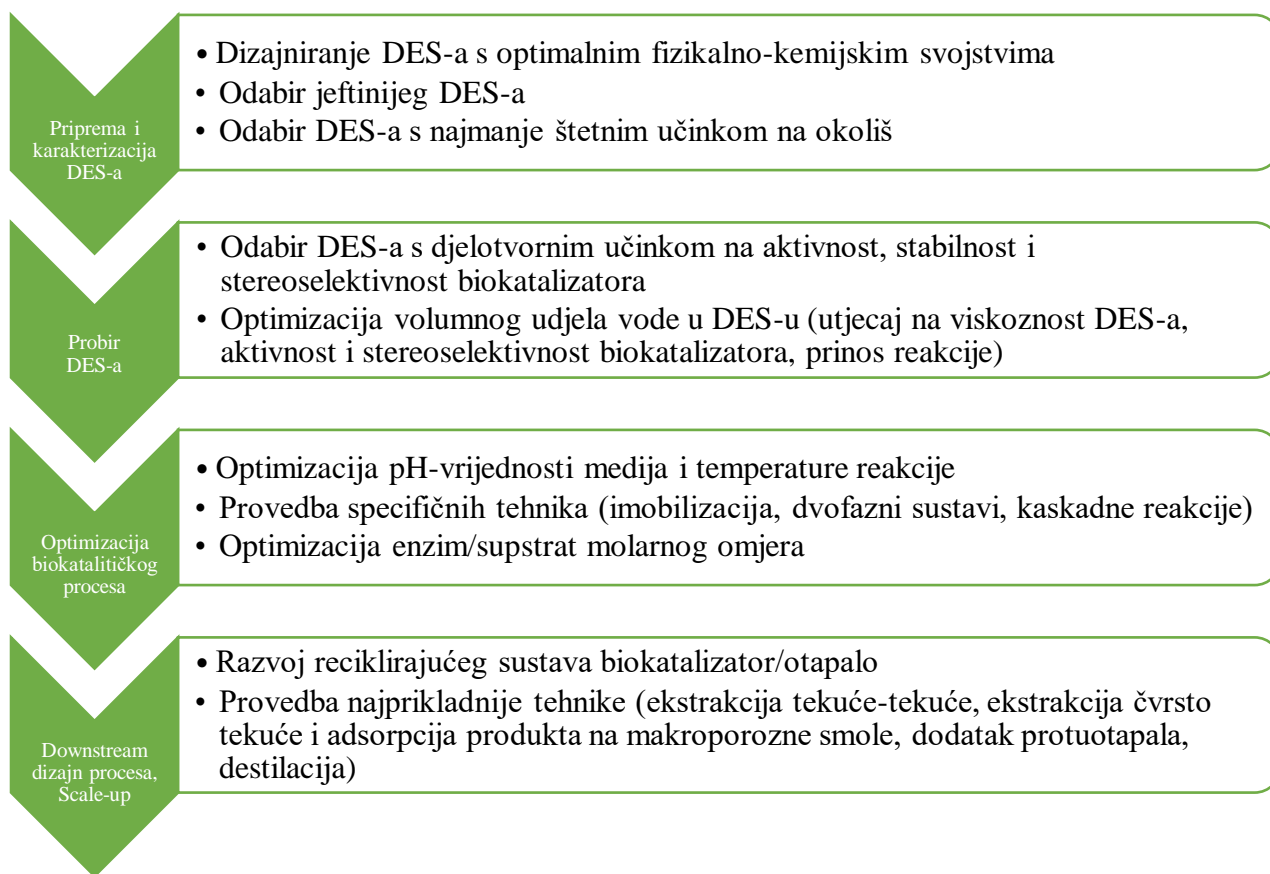 Priprema i
karakterizacija
DES-a
• Dizajniranje DES-a s optimalnim fizikalno-kemijskim svojstvima
• Odabir jeftinijeg DES-a
• Odabir DES-a s najmanje štetnim učinkom na okoliš
Probir
DES-a
• Odabir DES-a s djelotvornim učinkom na aktivnost, stabilnost i
stereoselektivnost biokatalizatora
• Optimizacija volumnog udjela vode u DES-u (utjecaj na viskoznost DES-a,
aktivnost i stereoselektivnost biokatalizatora, prinos reakcije)
Optimizacija
biokatalitičkog
procesa
• Optimizacija pH-vrijednosti medija i temperature reakcije
• Provedba specifičnih tehnika (imobilizacija, dvofazni sustavi, kaskadne reakcije)
• Optimizacija enzim/supstrat molarnog omjera
Downstream
dizajn procesa,
Scale-up
• Razvoj reciklirajućeg sustava biokatalizator/otapalo
• Provedba najprikladnije tehnike (ekstrakcija tekuće-tekuće, ekstrakcija čvrsto
tekuće i adsorpcija produkta na makroporozne smole, dodatak protuotapala,
destilacija)